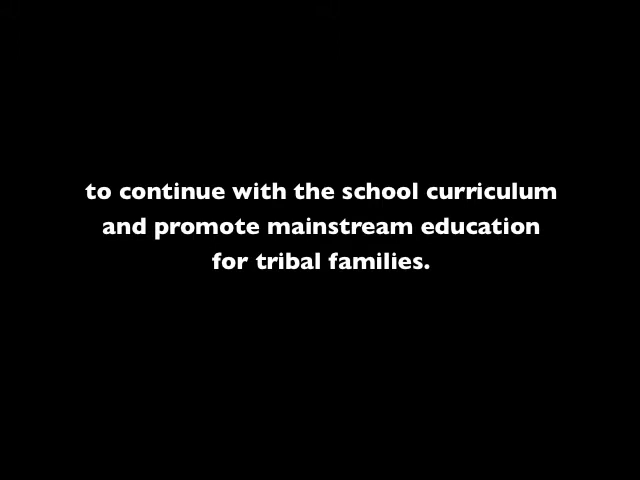 to continue with the school curriculum
and promote mainstream education
for tribal families.